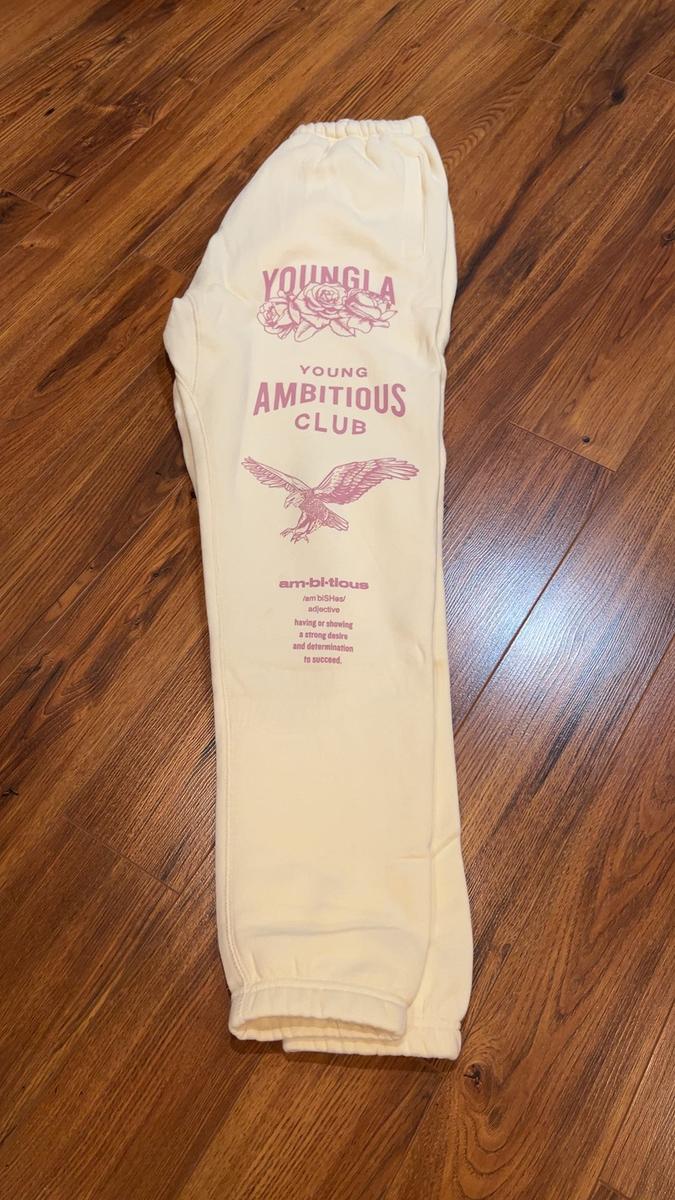 YOUNGLA
YOUNG
AMBITIOUS
CLUB
am-bi-tious
/am'biSHəs/
adjective
having or showing
a strong desire
and determination
to succeed.